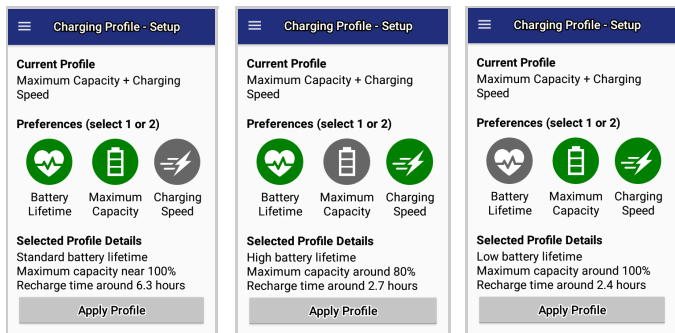 Charging Profile - Setup
Current Profile
Maximum Capacity + Charging
Speed
Preferences (select 1 or 2)
Battery Lifetime
Maximum Capacity
Charging Speed
Selected Profile Details
Standard battery lifetime
Maximum capacity near 100%
Recharge time around 6.3 hours
Apply Profile
Charging Profile - Setup
Current Profile
Maximum Capacity + Charging
Speed
Preferences (select 1 or 2)
Battery Lifetime
Maximum Capacity
Charging Speed
Selected Profile Details
High battery lifetime
Maximum capacity around 80%
Recharge time around 2.7 hours
Apply Profile
Charging Profile - Setup
Current Profile
Maximum Capacity + Charging
Speed
Preferences (select 1 or 2)
Battery Lifetime
Maximum Capacity
Charging Speed
Selected Profile Details
Low battery lifetime
Maximum capacity around 100%
Recharge time around 2.4 hours
Apply Profile